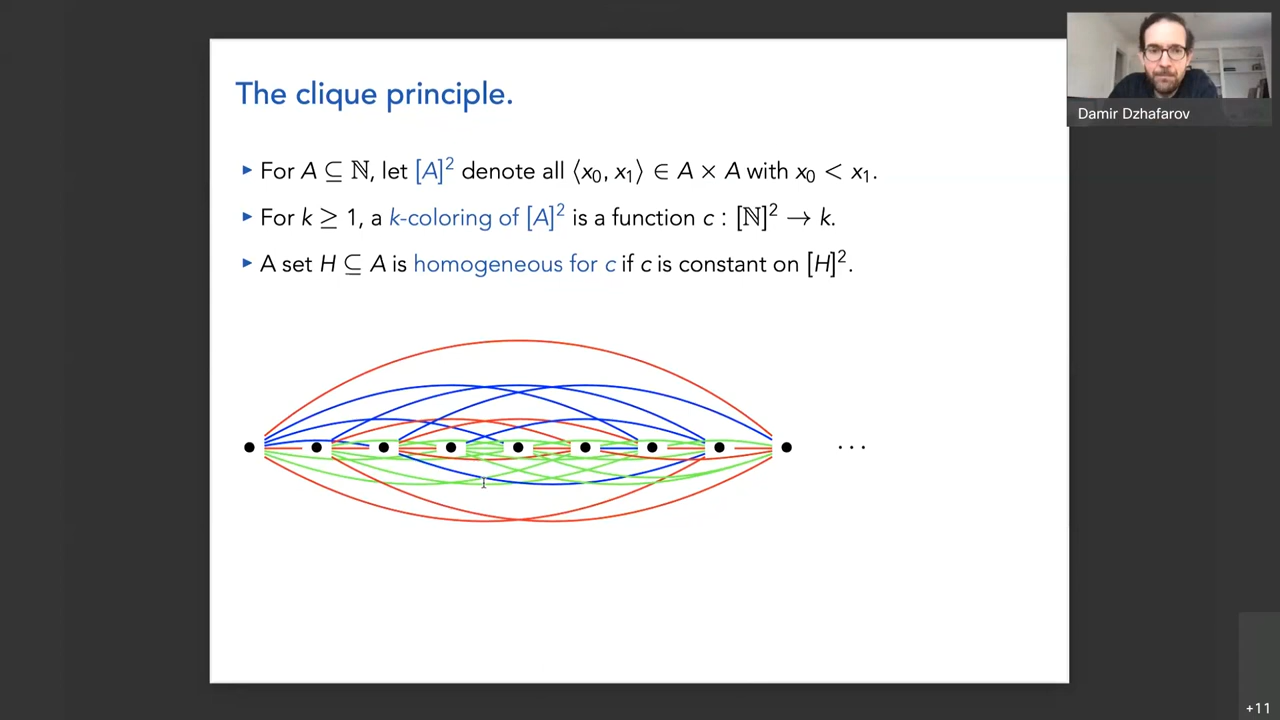 The clique principle.
Damir Dzhafarov
▸ For A ⊆ ℕ, let [A]² denote all ⟨x₀, x₁⟩ ∈ A × A with x₀ < x₁.
▸ For k ≥ 1, a k-coloring of [A]² is a function c : [ℕ]² → k.
▸ A set H ⊆ A is homogeneous for c if c is constant on [H]².
· · ·
+11